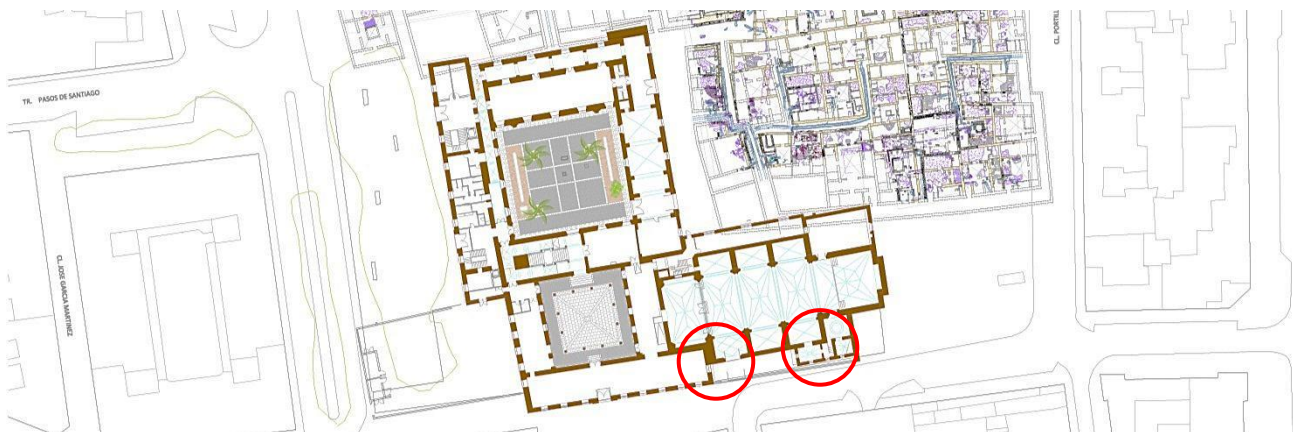 TR. PASOS DE SANTIAGO
CL. JOSE GARCIA MARTINEZ
CL. PORTILL